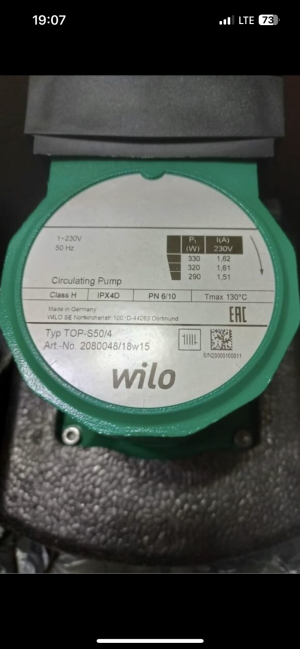 19:07
LTE 73
1~230V
50 Hz
P₁ (W) I(A) 230V
330 1,62
320 1,61
290 1,51
Circulating Pump
Class H IPX4D PN 6/10 Tmax 130°C
Made in Germany
WILO SE Nortkirchenstr. 100, D-44263 Dortmund
EAC
Typ TOP-S50/4
Art.-No. 2080048/18w15
wilo